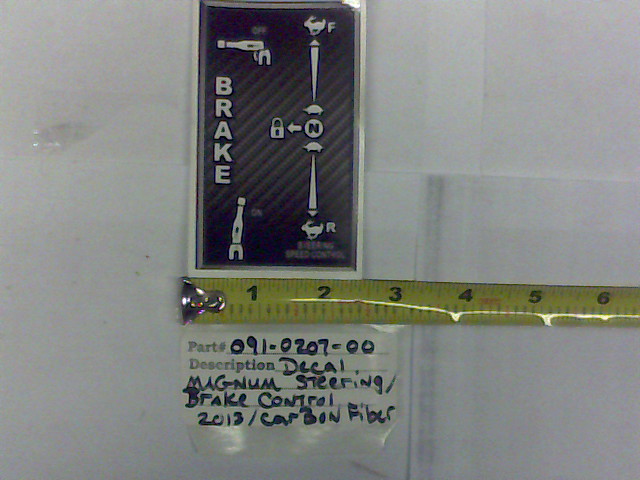 OFF
F
BRAKE
N
ON
R
STEERING
SPEED CONTROL
1 2 3 4 5 6
Part# 091-0207-00
Description Decal,
MAGNUM Steering/
Brake Control
2013/CarBon Fiber